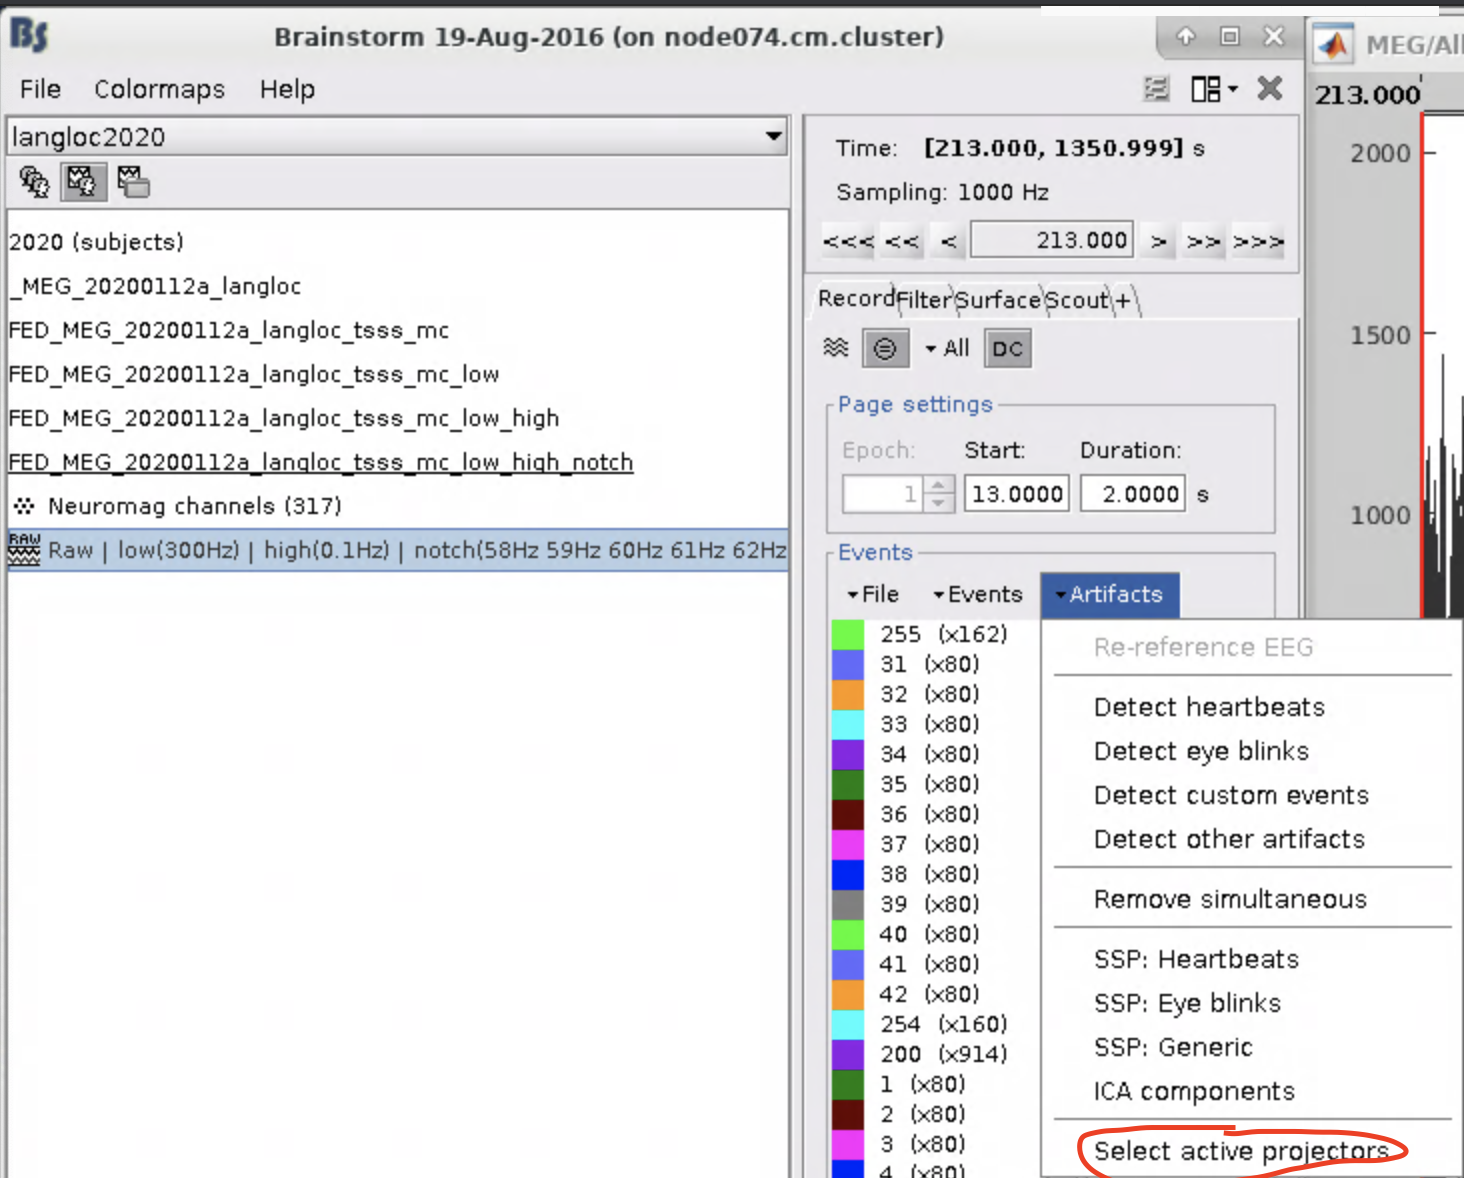 BS
Brainstorm 19-Aug-2016 (on node074.cm.cluster)
MEG/All
File Colormaps Help
213.000
langloc2020
2020 (subjects)
_MEG_20200112a_langloc
FED_MEG_20200112a_langloc_tsss_mc
FED_MEG_20200112a_langloc_tsss_mc_low
FED_MEG_20200112a_langloc_tsss_mc_low_high
FED_MEG_20200112a_langloc_tsss_mc_low_high_notch
Neuromag channels (317)
RAW Raw | low(300Hz) | high(0.1Hz) | notch(58Hz 59Hz 60Hz 61Hz 62Hz
Time: [213.000, 1350.999] s
Sampling: 1000 Hz
<<< << < 213.000 > >> >>>
Record Filter Surface Scout +
All DC
Page settings
Epoch: Start: Duration:
1 13.0000 2.0000 s
Events
File Events Artifacts
255 (x162)
31 (x80)
32 (x80)
33 (x80)
34 (x80)
35 (x80)
36 (x80)
37 (x80)
38 (x80)
39 (x80)
40 (x80)
41 (x80)
42 (x80)
254 (x160)
200 (x914)
1 (x80)
2 (x80)
3 (x80)
4 (x80)
Re-reference EEG
Detect heartbeats
Detect eye blinks
Detect custom events
Detect other artifacts
Remove simultaneous
SSP: Heartbeats
SSP: Eye blinks
SSP: Generic
ICA components
Select active projectors
2000
1500
1000